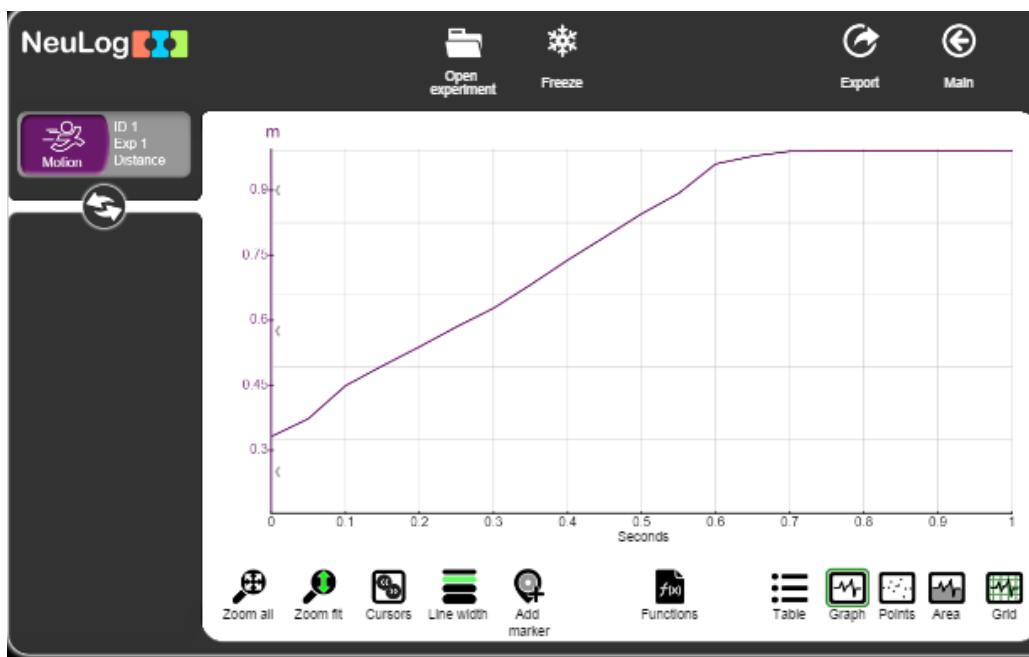 NeuLog
Open
experiment
Freeze
Export
Main
Motion
ID 1
Exp 1
Distance
m
0.9
0.75
0.6
0.45
0.3
0 0.1 0.2 0.3 0.4 0.5 0.6 0.7 0.8 0.9 1
Seconds
Zoom all
Zoom fit
Cursors
Line width
Add
marker
f(x)
Functions
Table
Graph
Points
Area
Grid